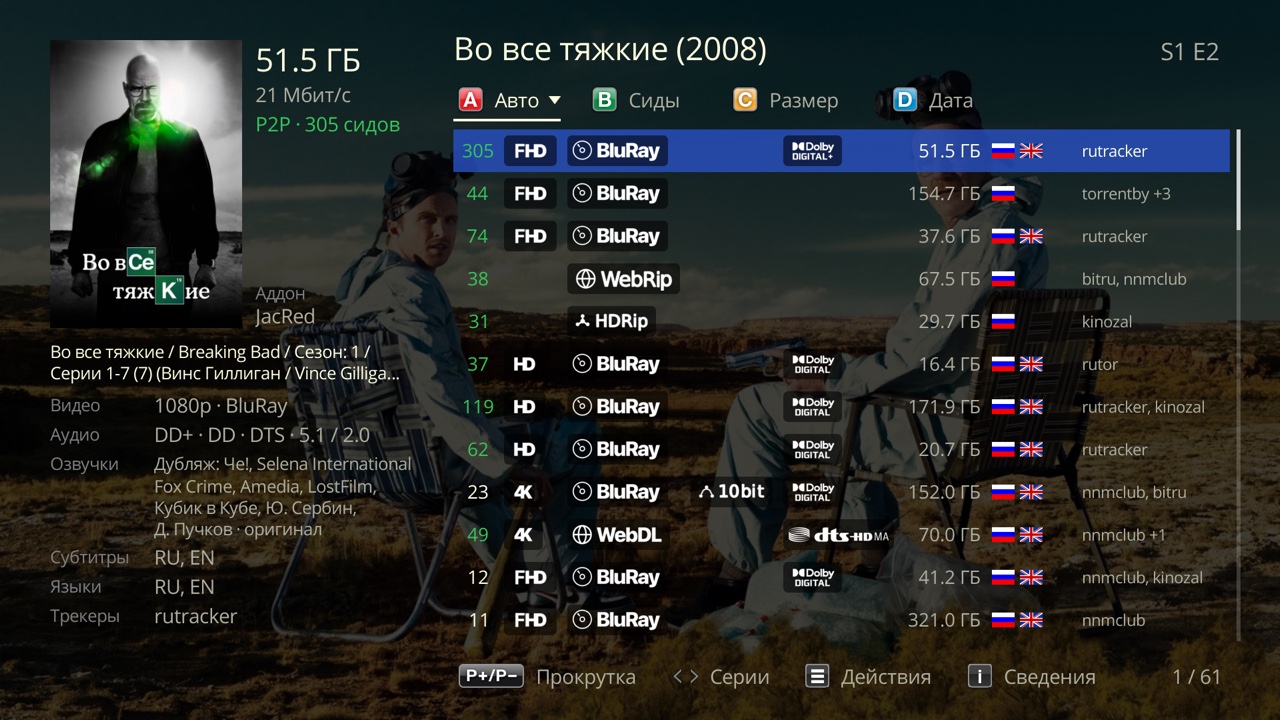 51.5 ГБ
21 Мбит/с
P2P · 305 сидов
Во вСе
тяжКие
Аддон
JacRed
Во все тяжкие / Breaking Bad / Сезон: 1 /
Серии 1-7 (7) (Винс Гиллиган / Vince Gilliga...
Видео 1080p · BluRay
Аудио DD+ · DD · DTS · 5.1 / 2.0
Озвучки Дубляж: Че!, Selena International
Fox Crime, Amedia, LostFilm,
Кубик в Кубе, Ю. Сербин,
Д. Пучков · оригинал
Субтитры RU, EN
Языки RU, EN
Трекеры rutracker
Во все тяжкие (2008) S1 E2
A Авто B Сиды C Размер D Дата
305 FHD BluRay Dolby DIGITAL+ 51.5 ГБ rutracker
44 FHD BluRay 154.7 ГБ torrentby +3
74 FHD BluRay 37.6 ГБ rutracker
38 WebRip 67.5 ГБ bitru, nnmclub
31 HDRip 29.7 ГБ kinozal
37 HD BluRay Dolby DIGITAL 16.4 ГБ rutor
119 HD BluRay Dolby DIGITAL 171.9 ГБ rutracker, kinozal
62 HD BluRay Dolby DIGITAL 20.7 ГБ rutracker
23 4K BluRay 10bit Dolby DIGITAL 152.0 ГБ nnmclub, bitru
49 4K WebDL dts-HD MA 70.0 ГБ nnmclub +1
12 FHD BluRay Dolby DIGITAL 41.2 ГБ nnmclub, kinozal
11 FHD BluRay 321.0 ГБ nnmclub
P+/P− Прокрутка < > Серии Действия i Сведения 1 / 61